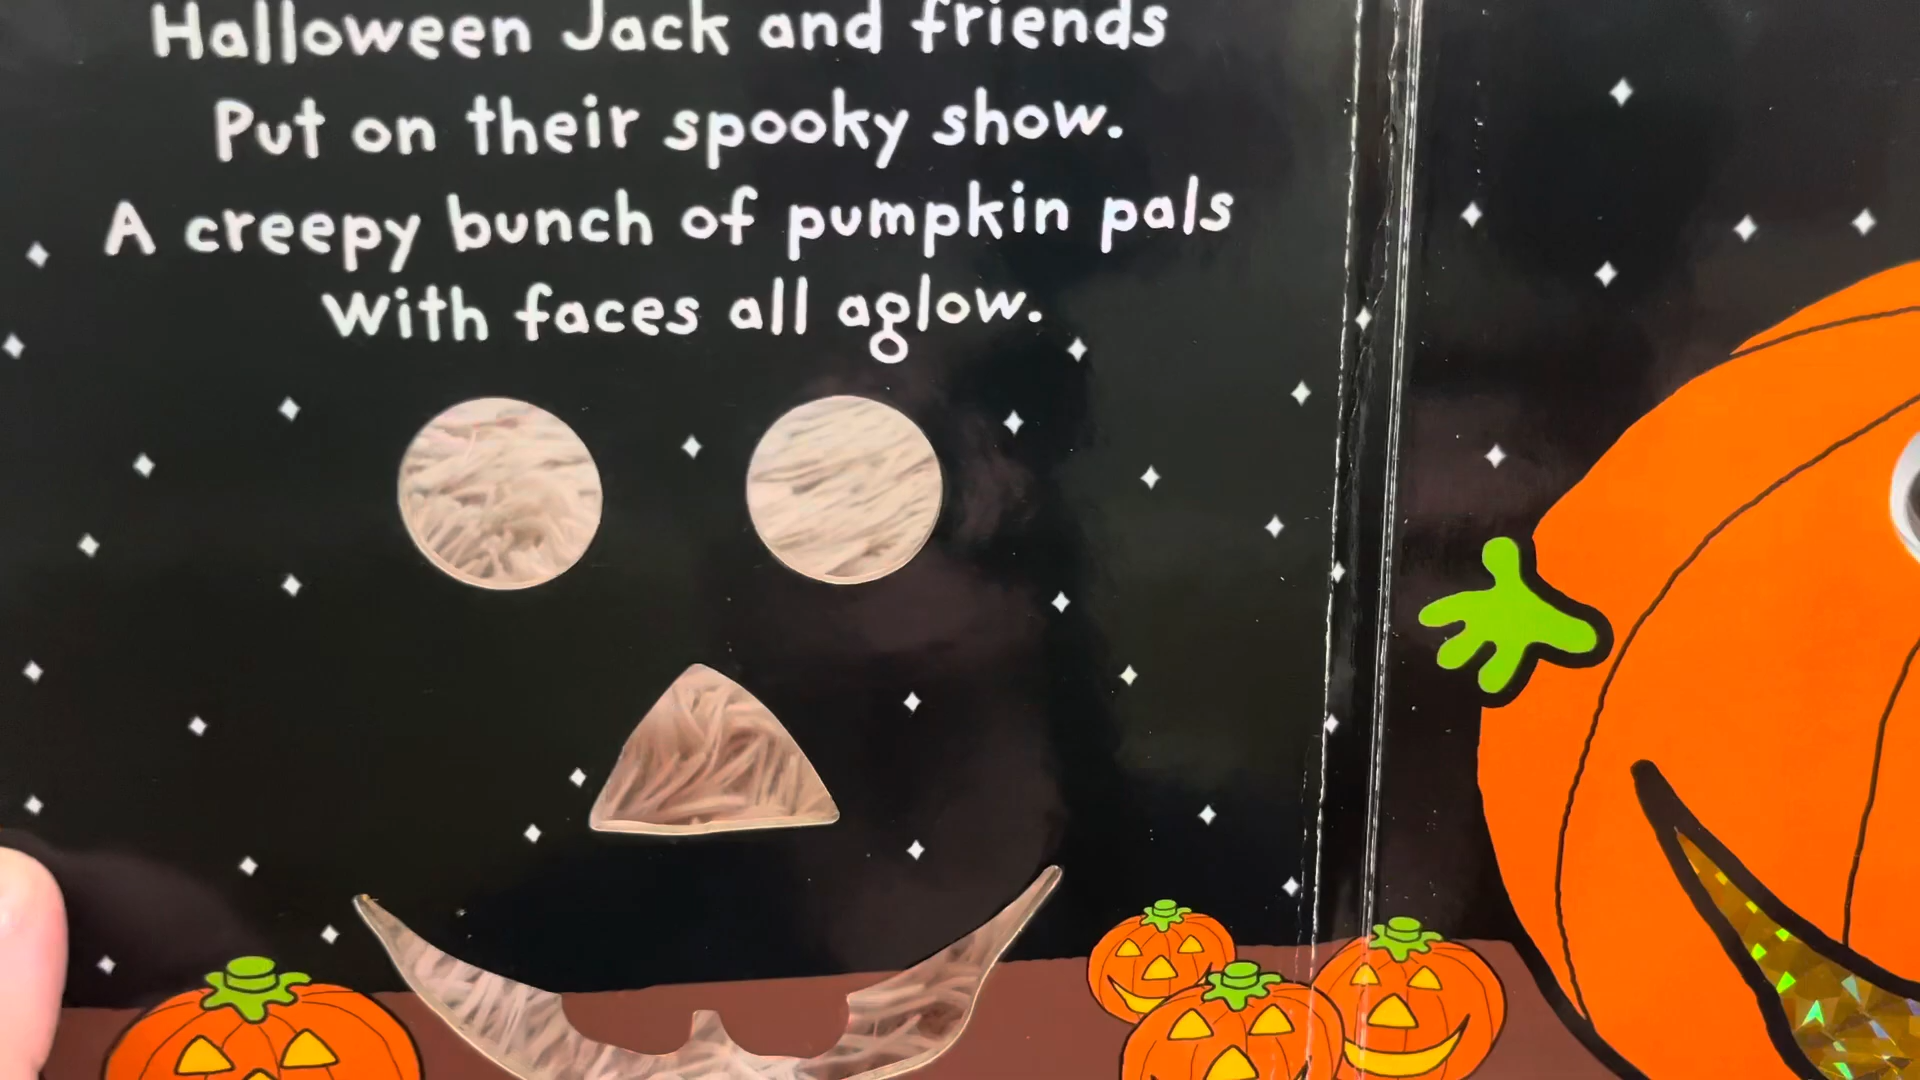 Halloween Jack and friends
Put on their spooky show.
A creepy bunch of pumpkin pals
With faces all aglow.